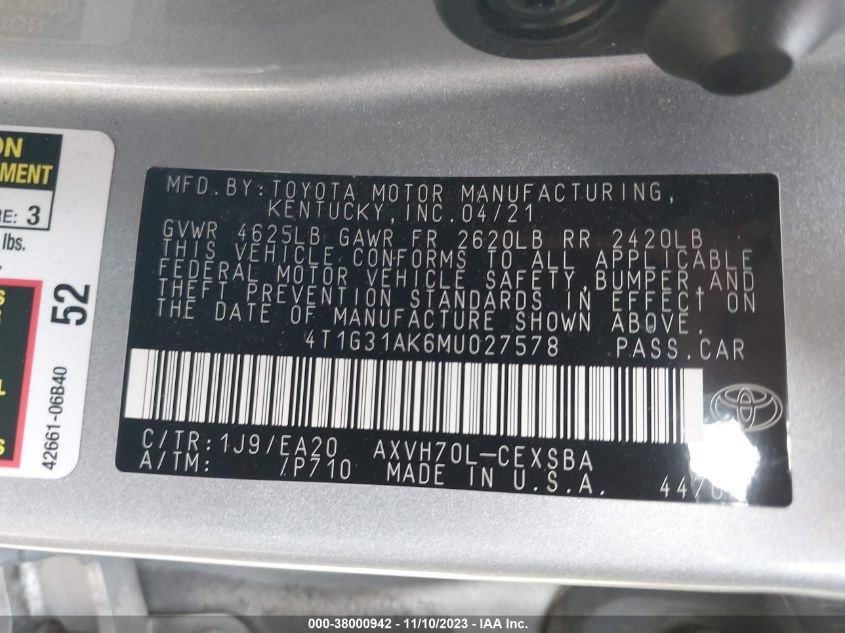 ON
EMENT
RE: 3
lbs.
52
42661-06B40
MFD.BY:TOYOTA MOTOR MANUFACTURING,
KENTUCKY,INC.04/21
GVWR 4625LB GAWR FR 2620LB RR 2420LB
THIS VEHICLE CONFORMS TO ALL APPLICABLE
FEDERAL MOTOR VEHICLE SAFETY,BUMPER,AND
THEFT PREVENTION STANDARDS IN EFFECT ON
THE DATE OF MANUFACTURE SHOWN ABOVE.
4T1G31AK6MU027578 PASS.CAR
C/TR:1J9/EA20 AXVH70L-CEXSBA
A/TM: /P710 MADE IN U.S.A.
000-38000942 - 11/10/2023 - IAA Inc.